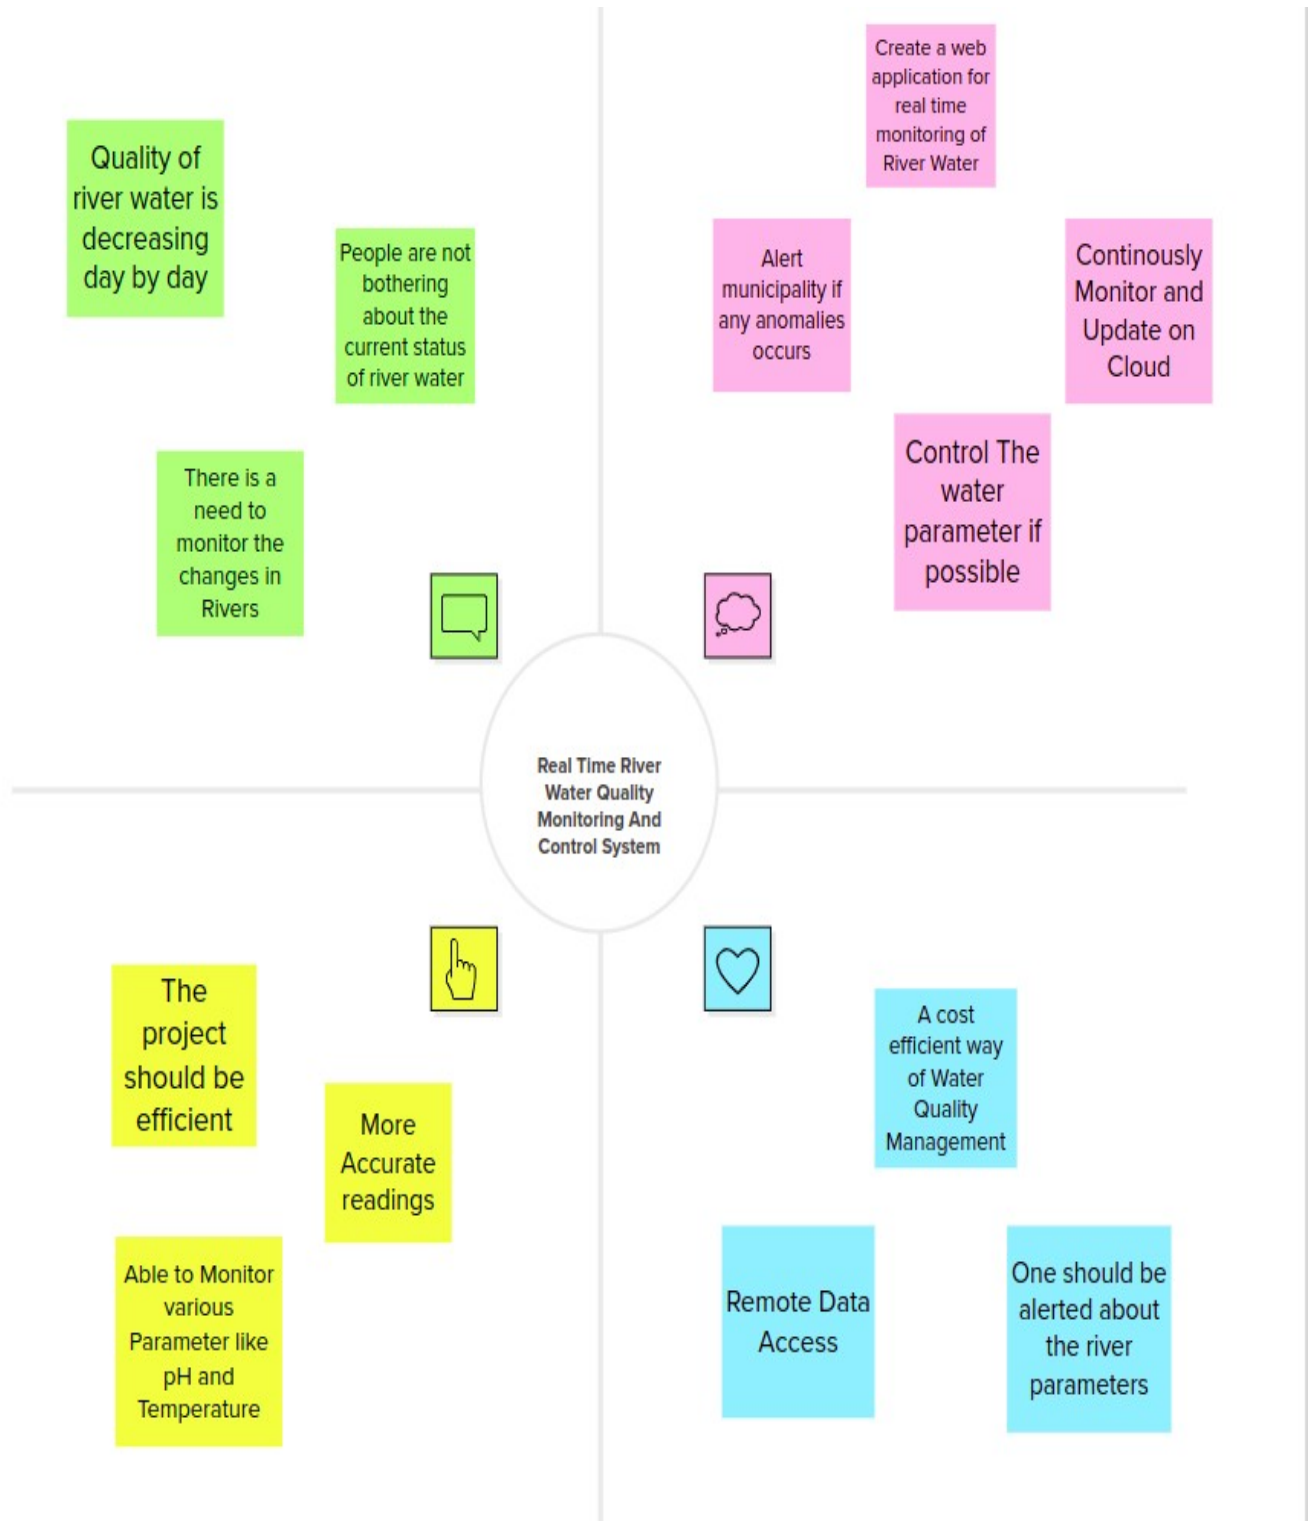 Quality of
river water is
decreasing
day by day
People are not
bothering
about the
current status
of river water
There is a
need to
monitor the
changes in
Rivers
Create a web
application for
real time
monitoring of
River Water
Alert
municipality if
any anomalies
occurs
Continously
Monitor and
Update on
Cloud
Control The
water
parameter if
possible
Real Time River
Water Quality
Monitoring And
Control System
The
project
should be
efficient
More
Accurate
readings
Able to Monitor
various
Parameter like
pH and
Temperature
A cost
efficient way
of Water
Quality
Management
Remote Data
Access
One should be
alerted about
the river
parameters